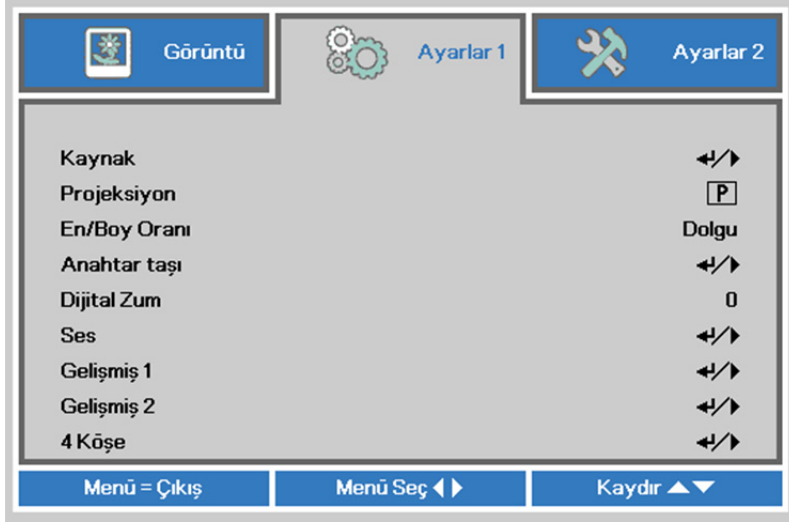 Görüntü
Ayarlar 1
Ayarlar 2
Kaynak
Projeksiyon P
En/Boy Oranı Dolgu
Anahtar taşı
Dijital Zum 0
Ses
Gelişmiş 1
Gelişmiş 2
4 Köşe
Menü = Çıkış
Menü Seç
Kaydır